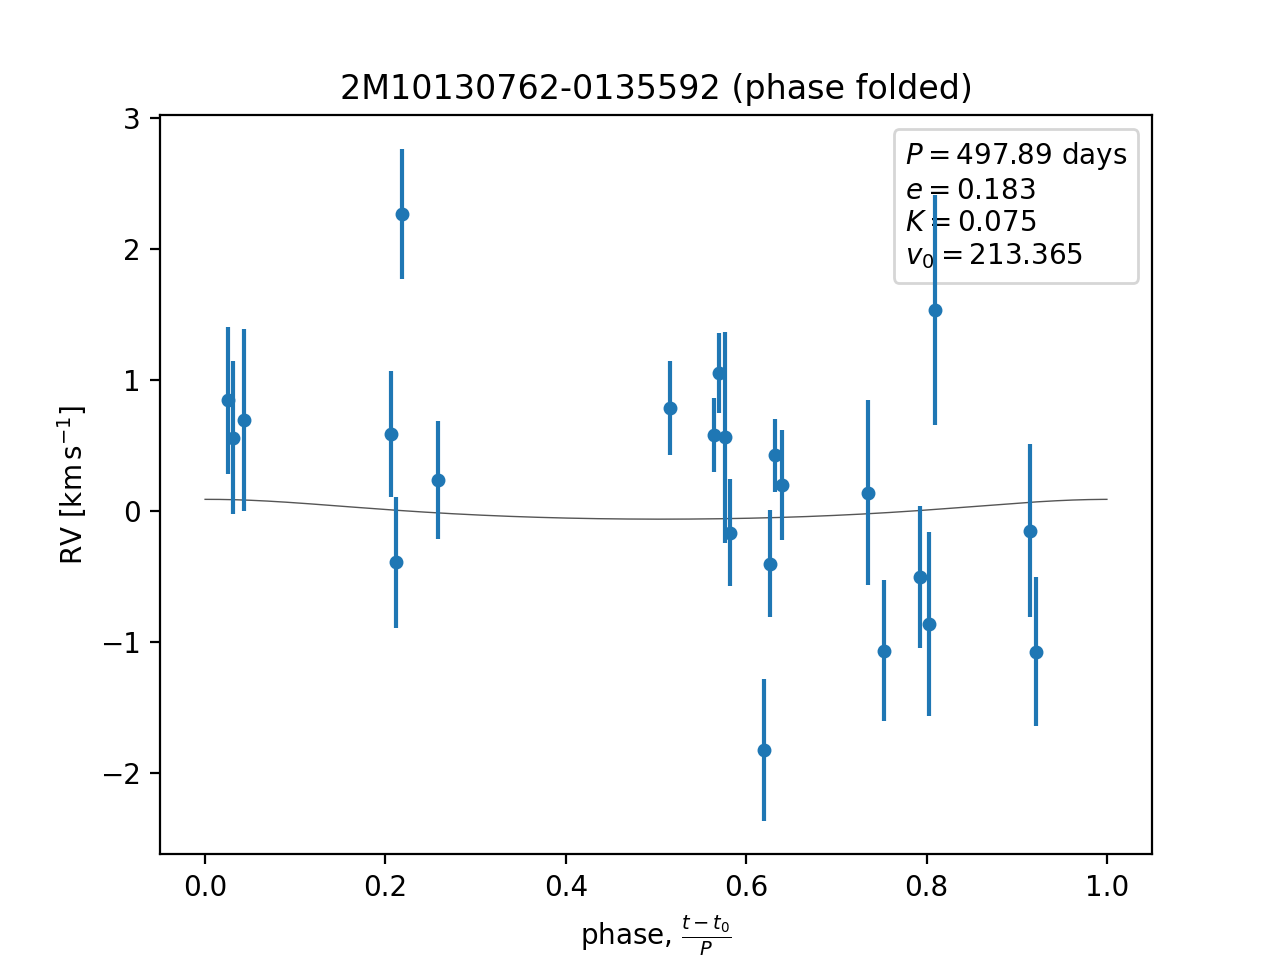 2M10130762-0135592 (phase folded)
P = 497.89 days
e = 0.183
K = 0.075
v₀ = 213.365
3
2
1
0
−1
−2
RV [km s⁻¹]
0.0 0.2 0.4 0.6 0.8 1.0
phase, (t − t₀)/P